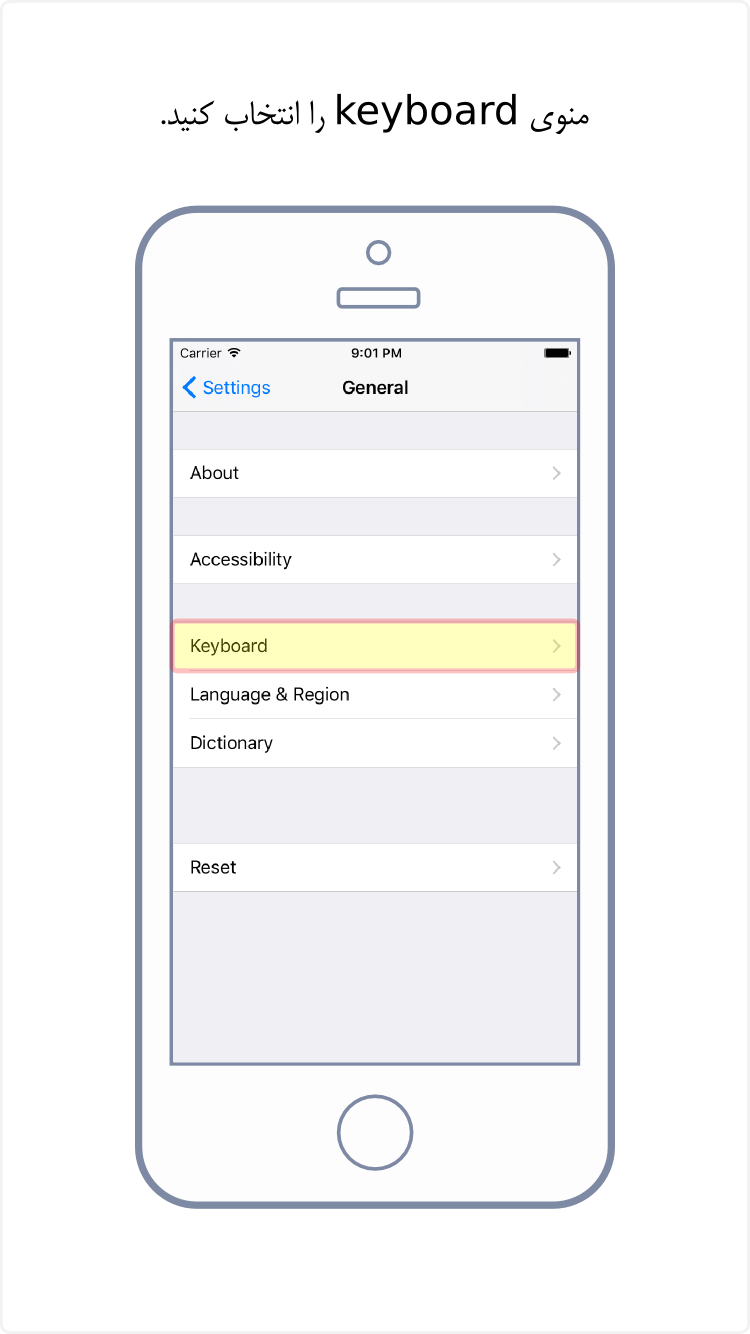 منوی keyboard را انتخاب کنید.
Carrier 9:01 PM
Settings General
About
Accessibility
Keyboard
Language & Region
Dictionary
Reset